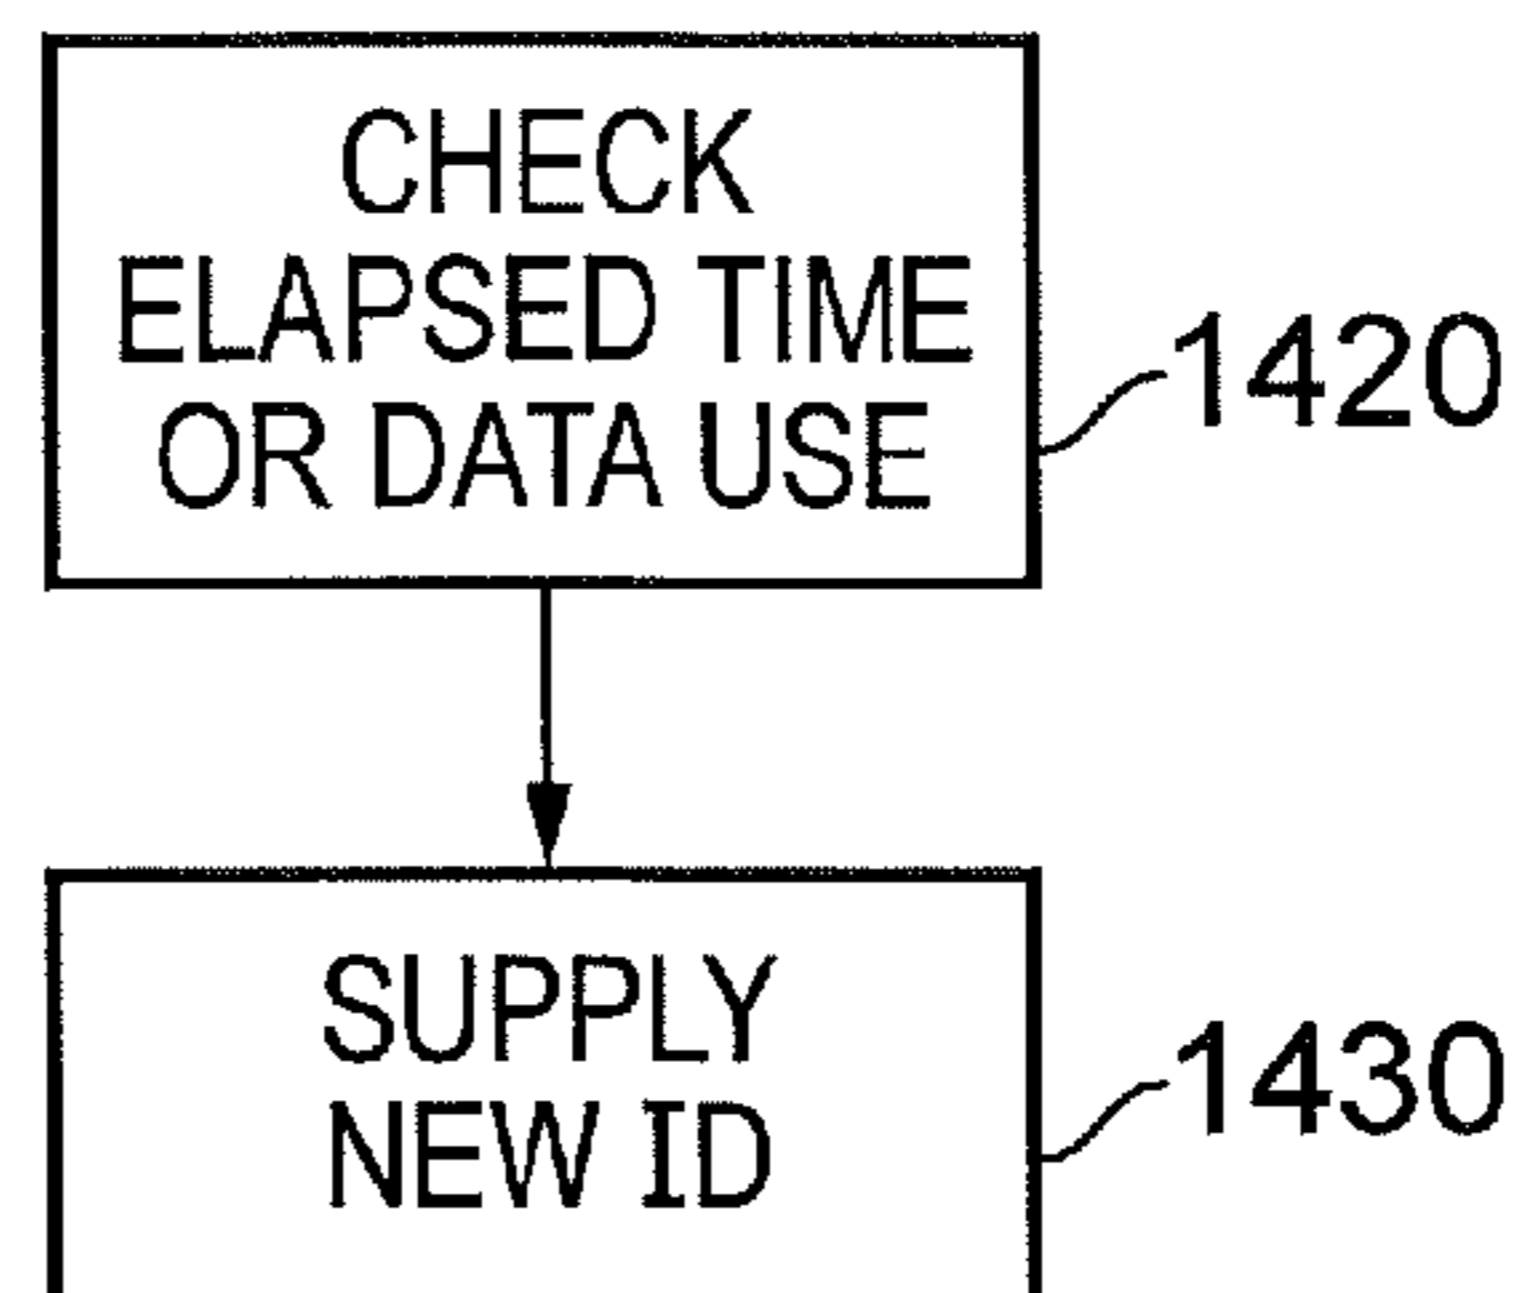 CHECK
ELAPSED TIME
OR DATA USE
1420
SUPPLY
NEW ID
1430